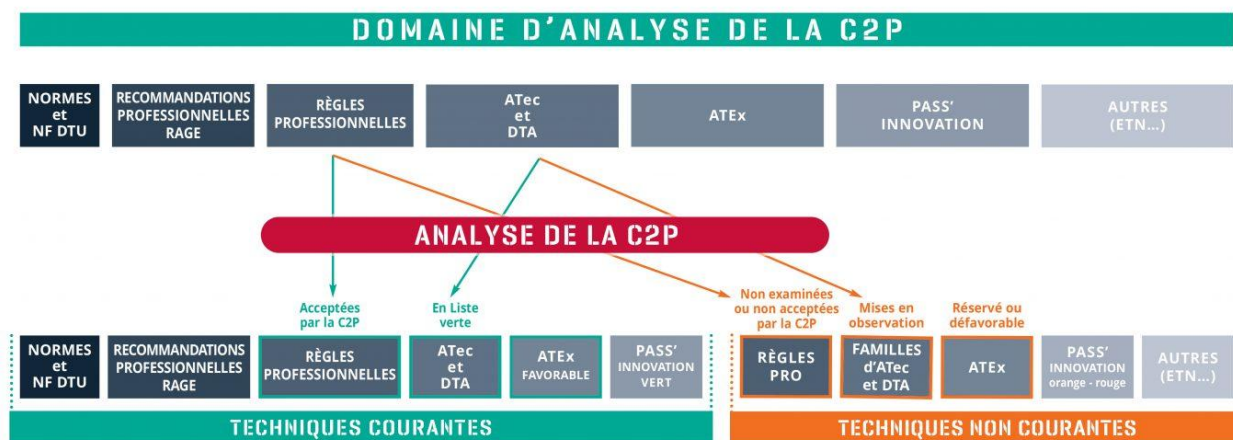 DOMAINE D'ANALYSE DE LA C2P
NORMES
et
NF DTU
RECOMMANDATIONS
PROFESSIONNELLES
RAGE
RÈGLES
PROFESSIONNELLES
ATec
et
DTA
ATEx
PASS'
INNOVATION
AUTRES
(ETN...)
ANALYSE DE LA C2P
Acceptées
par la C2P
En Liste
verte
Non examinées
ou non acceptées
par la C2P
Mises en
observation
Réservé ou
défavorable
NORMES
et
NF DTU
RECOMMANDATIONS
PROFESSIONNELLES
RAGE
RÈGLES
PROFESSIONNELLES
ATec
et
DTA
ATEx
FAVORABLE
PASS'
INNOVATION
VERT
RÈGLES
PRO
FAMILLES
d'ATec
et DTA
ATEx
PASS'
INNOVATION
orange - rouge
AUTRES
(ETN...)
TECHNIQUES COURANTES
TECHNIQUES NON COURANTES